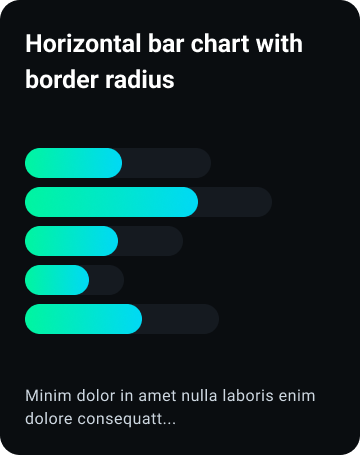 Horizontal bar chart with
border radius
Minim dolor in amet nulla laboris enim
dolore consequatt...